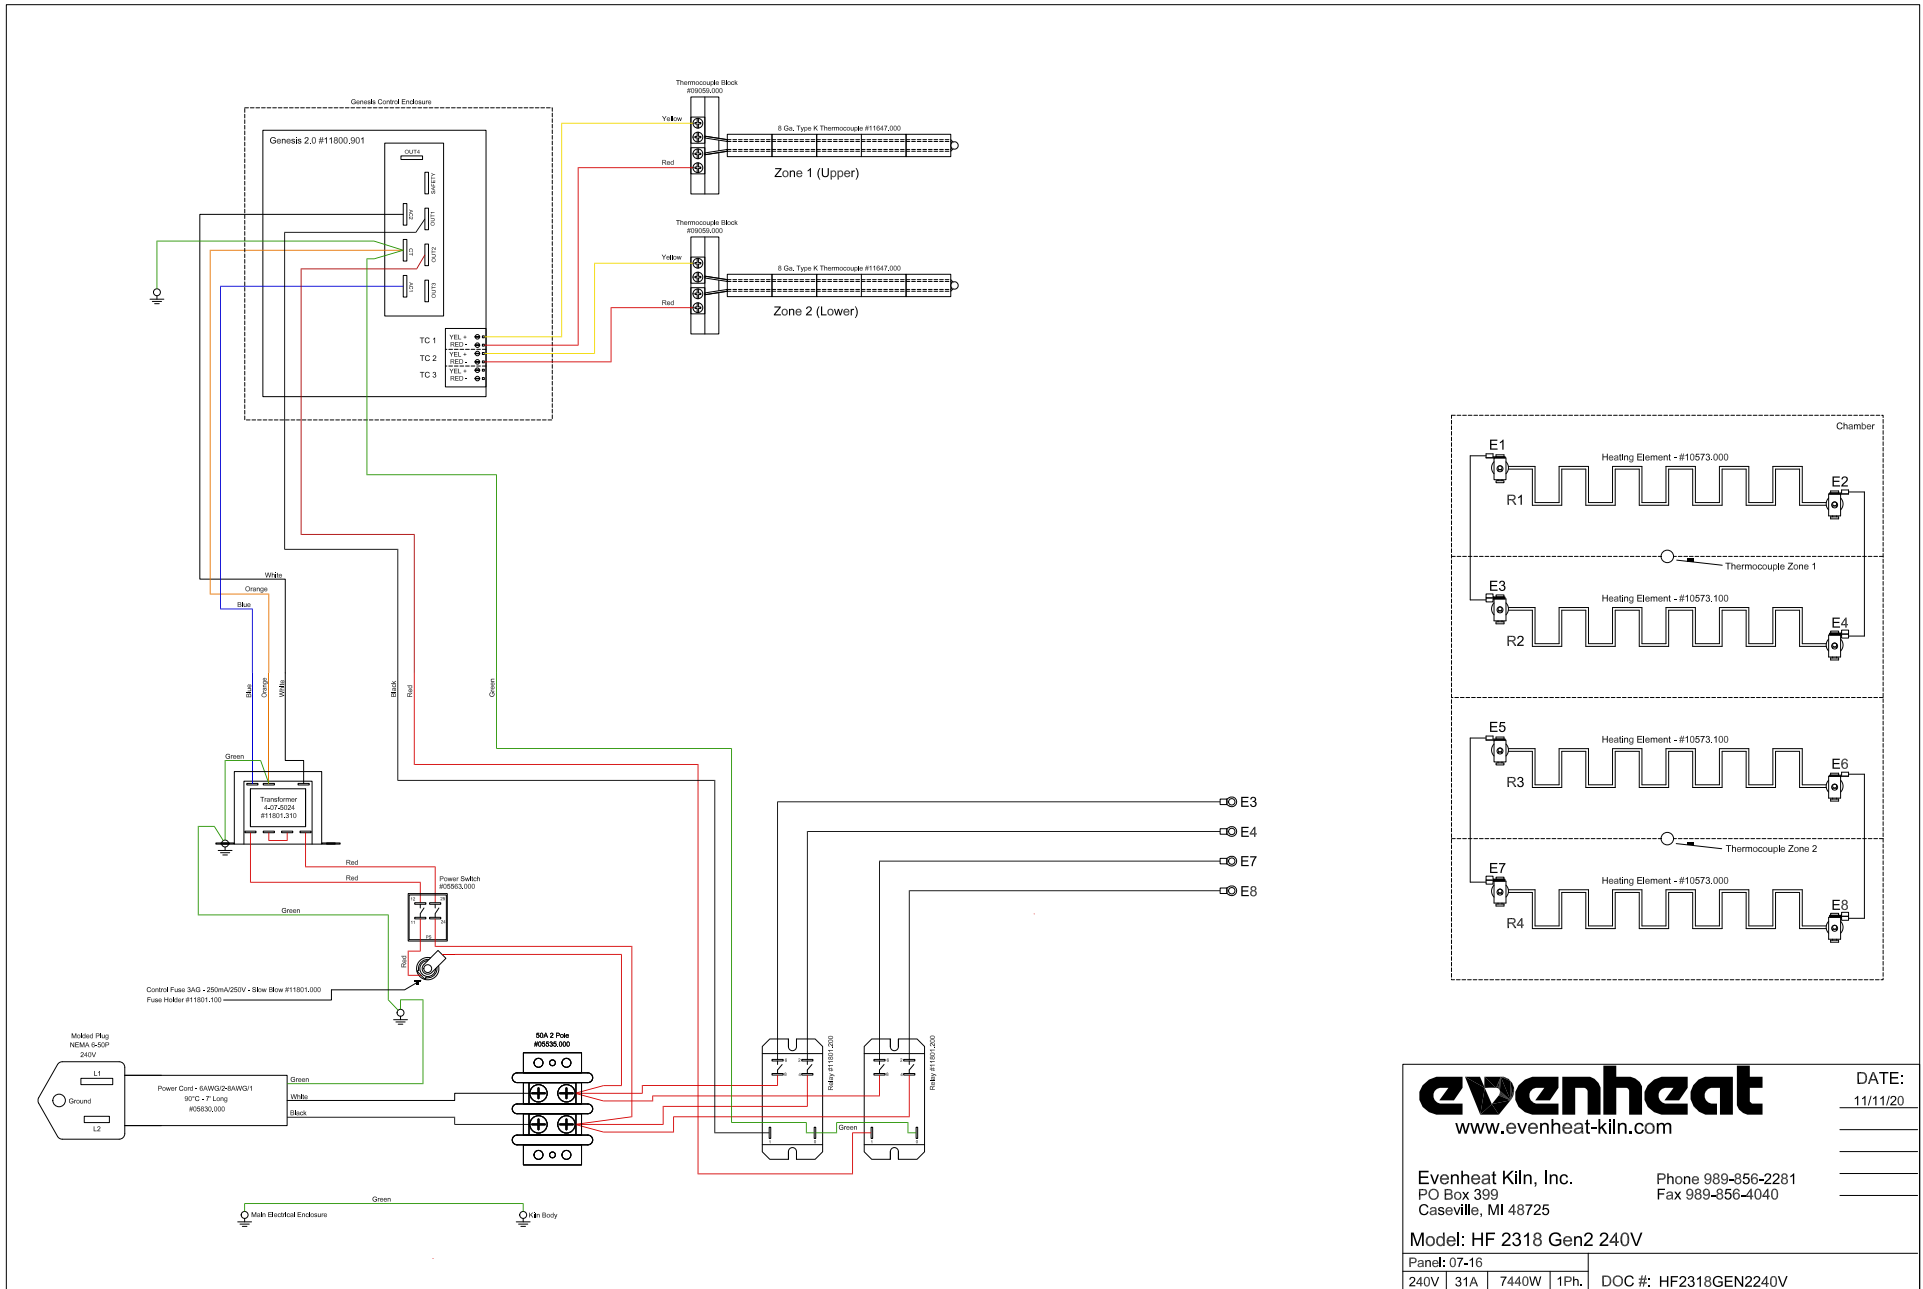 Genesis Control Enclosure
Genesis 2.0 #11800.901
OUT4
SAFETY
AC2
OUT1
CT
OUT2
AC1
OUT3
TC 1
YEL +
RED -
TC 2
YEL +
RED -
TC 3
YEL +
RED -
Thermocouple Block
#09059.000
Yellow
Red
8 Ga. Type K Thermocouple #11647.000
Zone 1 (Upper)
Thermocouple Block
#09059.000
Yellow
Red
8 Ga. Type K Thermocouple #11647.000
Zone 2 (Lower)
White
Orange
Blue
Blue
Orange
White
Black
Red
Green
Green
Transformer
4-07-6024
#11801.310
Red
Red
Power Switch
#05563.000
Green
Red
Control Fuse 3AG - 250mA/250V - Slow Blow #11801.000
Fuse Holder #11801.100
Molded Plug
NEMA 6-50P
240V
L1
Ground
L2
Power Cord - 6AWG/2-8AWG/1
90°C - 7' Long
#05830.000
Green
White
Black
50A 2 Pole
#05535.000
Relay #11801.200
Relay #11801.200
Green
E3
E4
E7
E8
Green
Main Electrical Enclosure
Kiln Body
Chamber
E1
Heating Element - #10573.000
E2
R1
Thermocouple Zone 1
E3
Heating Element - #10573.100
E4
R2
E5
Heating Element - #10573.100
E6
R3
Thermocouple Zone 2
E7
Heating Element - #10573.000
E8
R4
evenheat
www.evenheat-kiln.com
DATE:
11/11/20
Evenheat Kiln, Inc.
PO Box 399
Caseville, MI 48725
Phone 989-856-2281
Fax 989-856-4040
Model: HF 2318 Gen2 240V
Panel: 07-16
240V 31A 7440W 1Ph. DOC #: HF2318GEN2240V